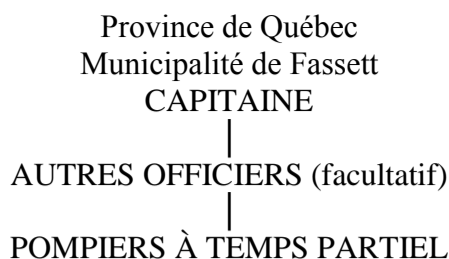 Province de Québec
Municipalité de Fassett
CAPITAINE
AUTRES OFFICIERS (facultatif)
POMPIERS À TEMPS PARTIEL